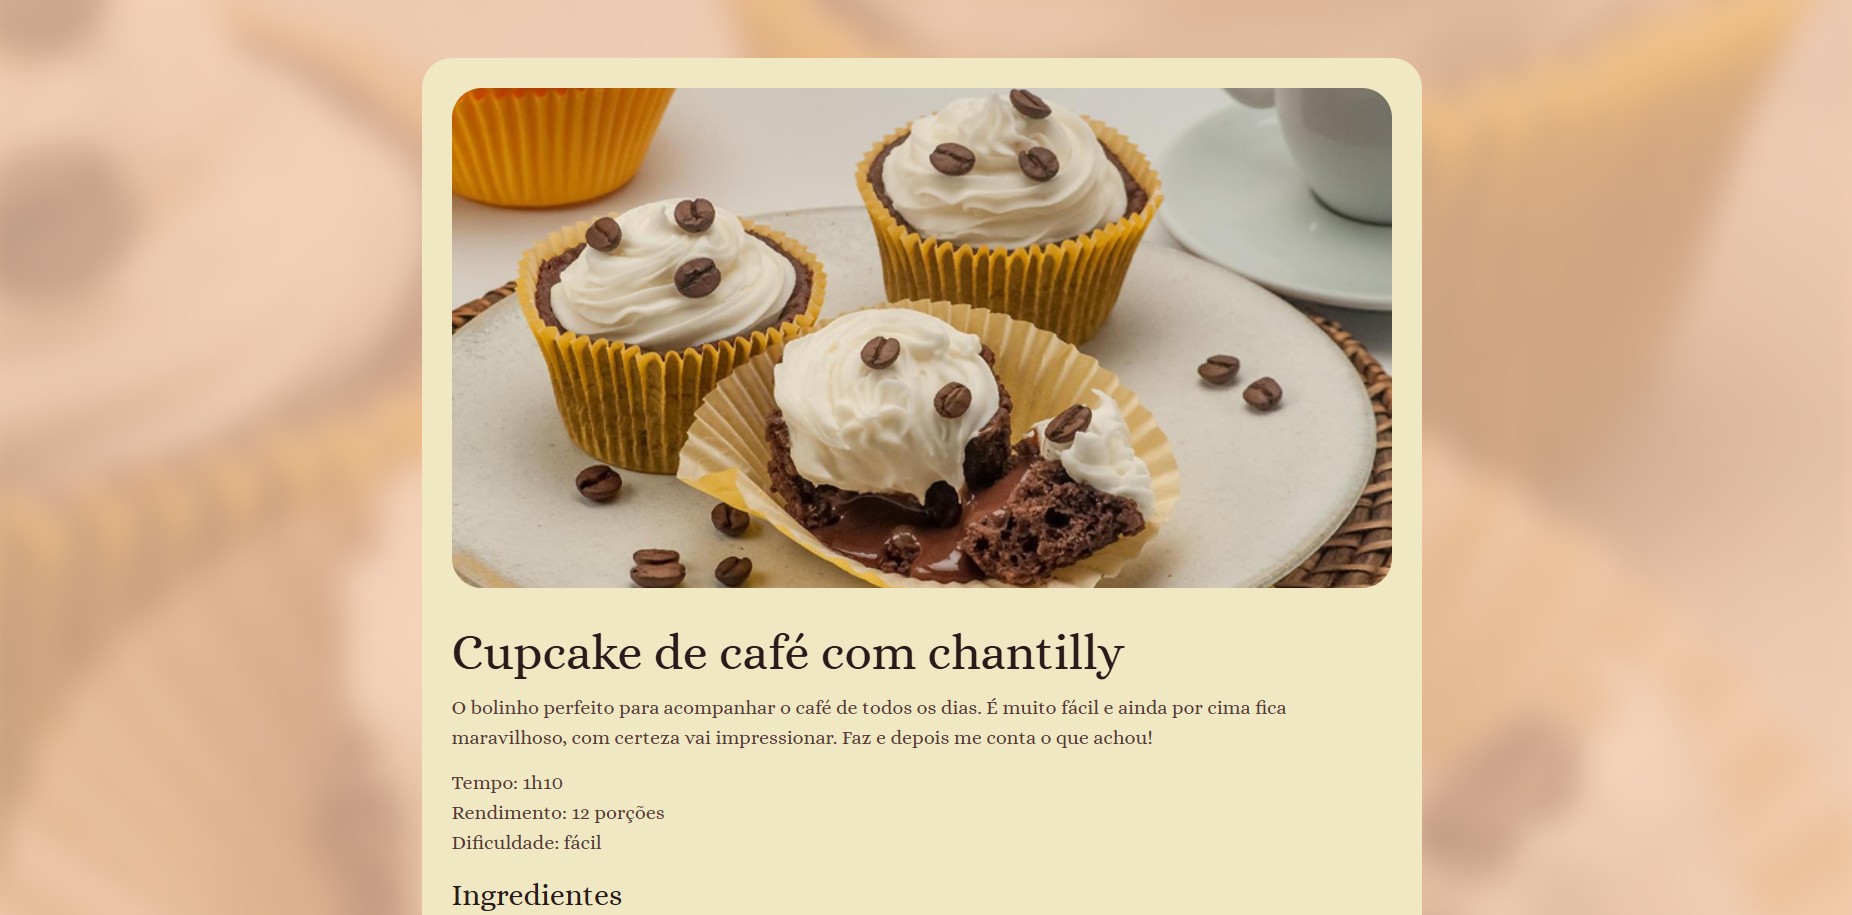 Cupcake de café com chantilly
O bolinho perfeito para acompanhar o café de todos os dias. É muito fácil e ainda por cima fica
maravilhoso, com certeza vai impressionar. Faz e depois me conta o que achou!
Tempo: 1h10
Rendimento: 12 porções
Dificuldade: fácil
Ingredientes